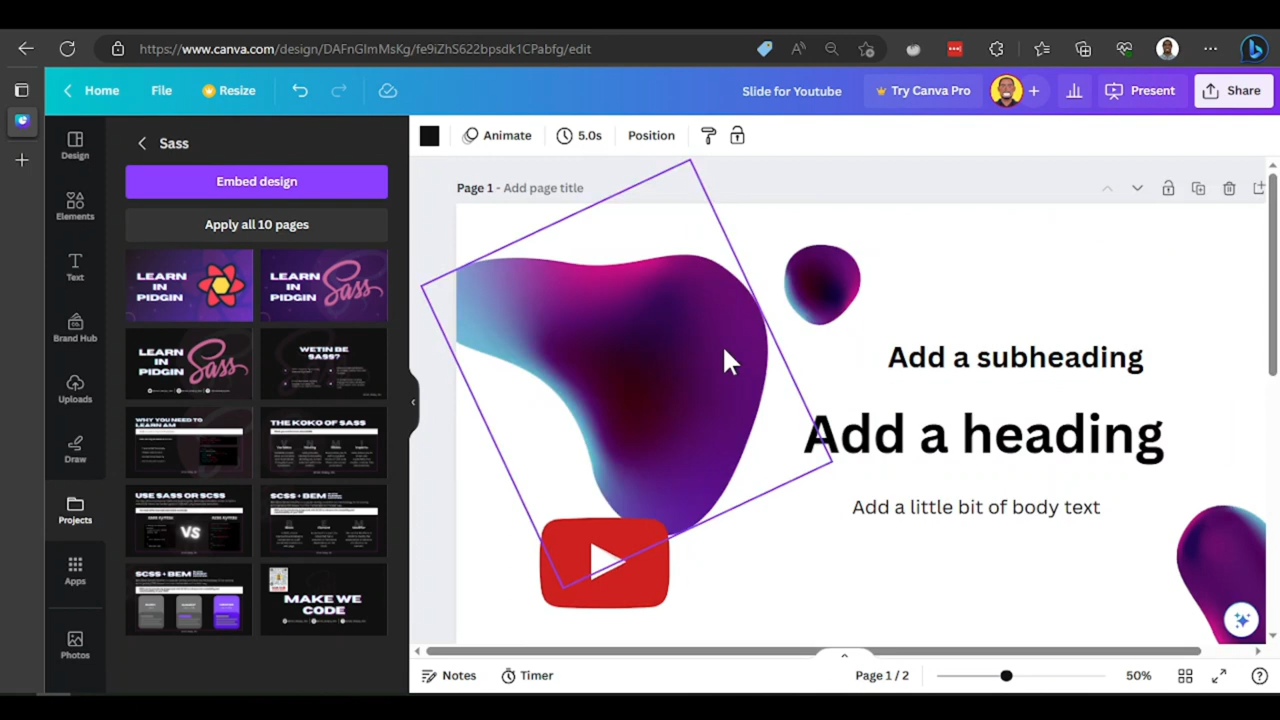 https://www.canva.com/design/DAFnGlmMsKg/fe9iZhS622bpsdk1CPabfg/edit
Home
File
Resize
Slide for Youtube
Try Canva Pro
Present
Share
Design
Elements
Text
Brand Hub
Uploads
Draw
Projects
Apps
Photos
Sass
Embed design
Apply all 10 pages
LEARN
IN
PIDGIN
LEARN
IN
PIDGIN
Sass
LEARN
IN
PIDGIN
Sass
WETIN BE
SASS?
WHY YOU NEED TO
LEARN AM
THE KOKO OF SASS
USE SASS OR SCSS
VS
SCSS + BEM
SCSS + BEM
MAKE WE
CODE
Animate
5.0s
Position
Page 1 - Add page title
Add a subheading
Add a heading
Add a little bit of body text
Notes
Timer
Page 1 / 2
50%